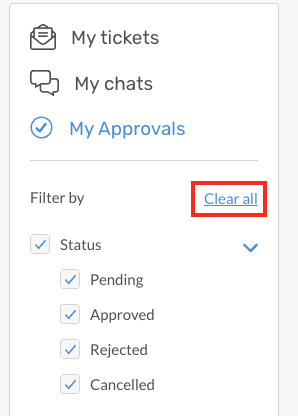 My tickets
My chats
My Approvals
Filter by Clear all
Status
Pending
Approved
Rejected
Cancelled